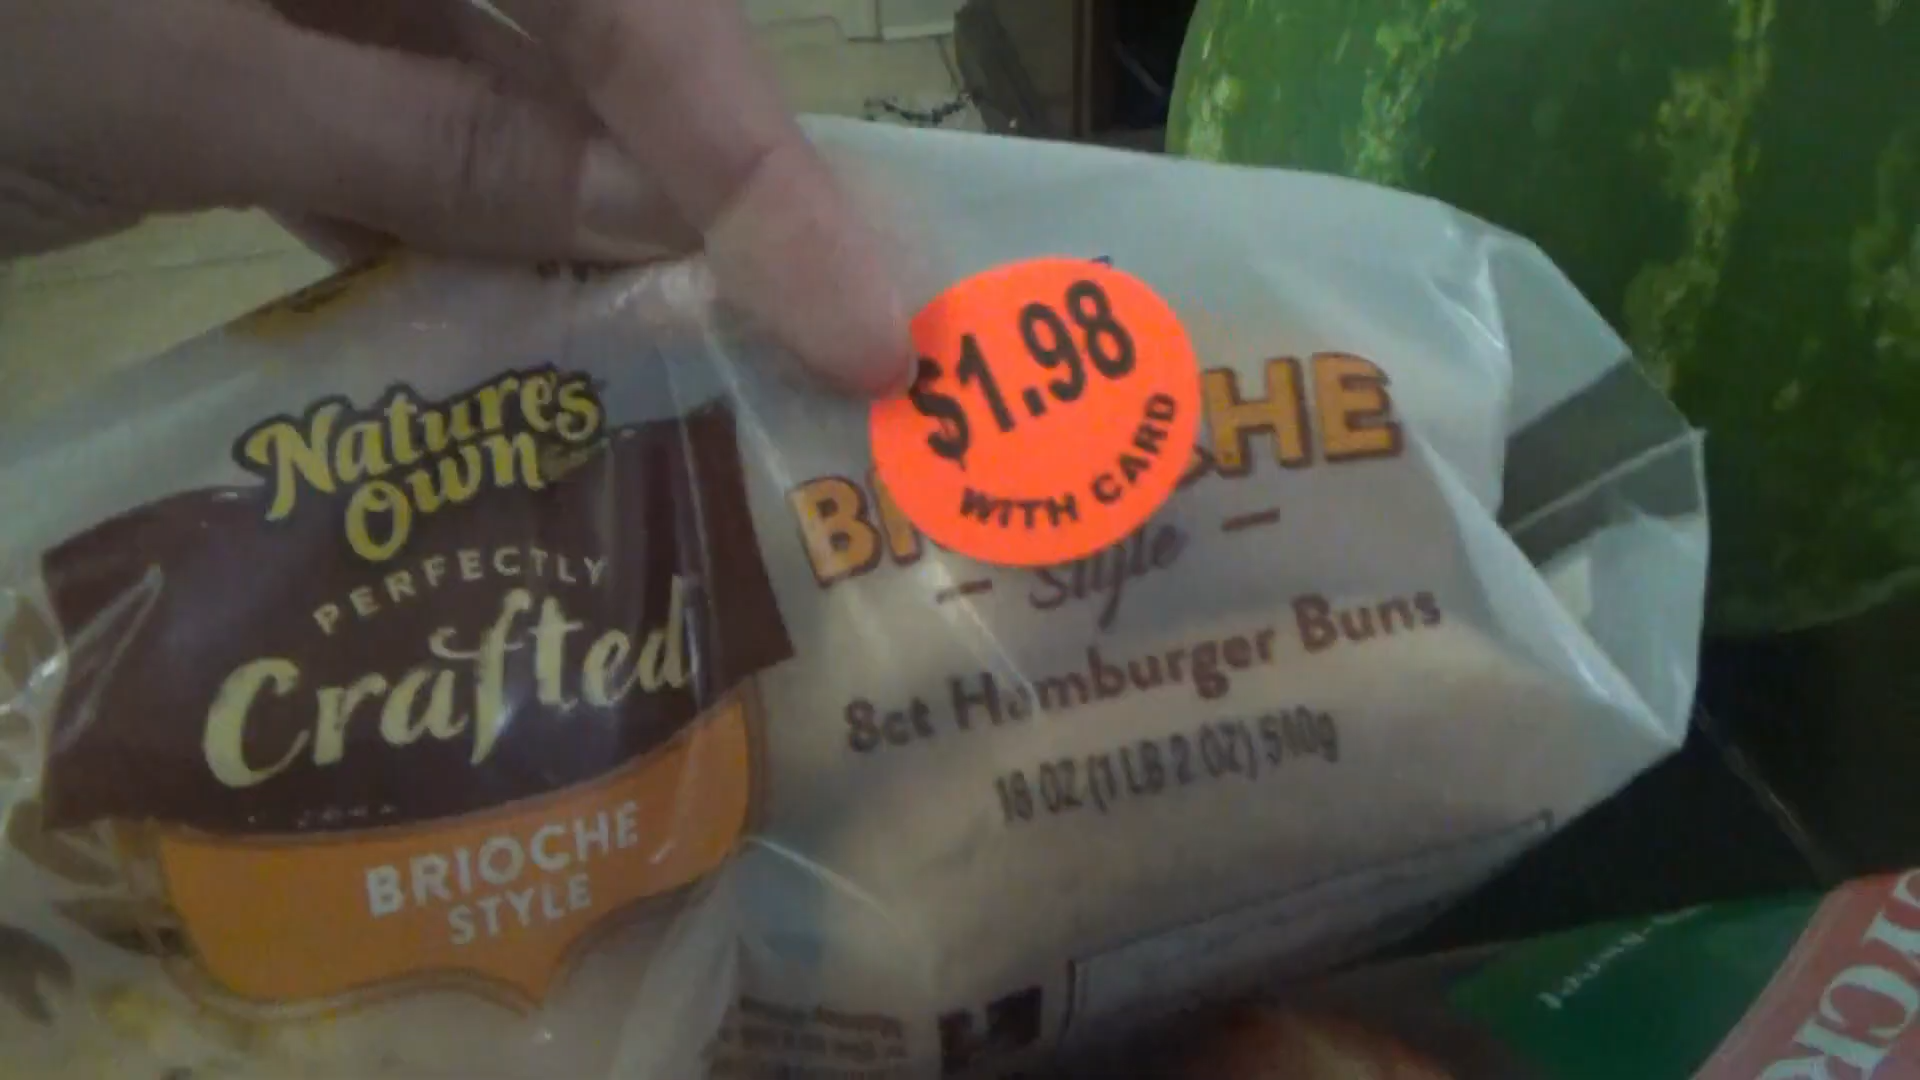 Nature's
Own
PERFECTLY
Crafted
BRIOCHE
STYLE
$1.98
WITH CARD
Style
8ct Hamburger Buns
18 OZ (1 LB 2 OZ) 510g